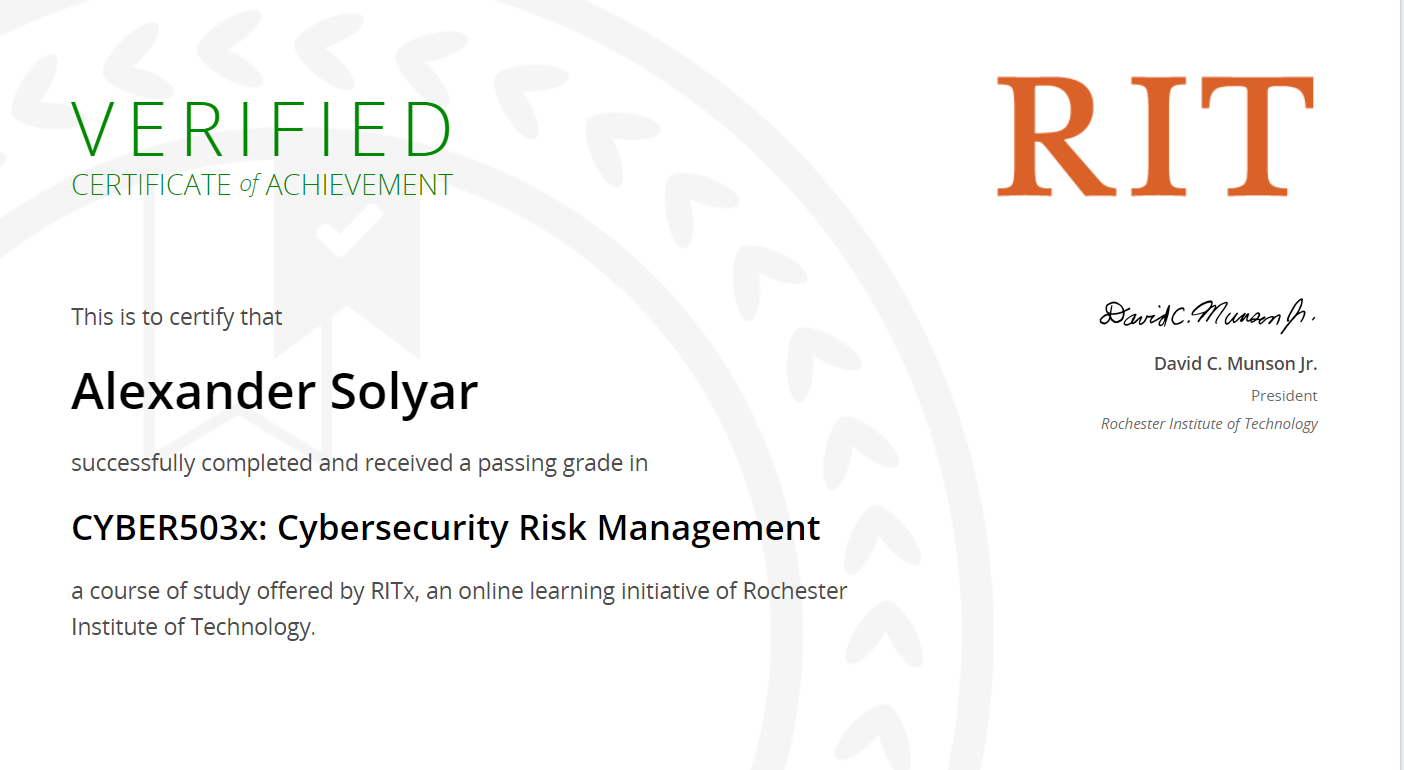 VERIFIED
CERTIFICATE of ACHIEVEMENT
RIT
This is to certify that
Alexander Solyar
successfully completed and received a passing grade in
CYBER503x: Cybersecurity Risk Management
a course of study offered by RITx, an online learning initiative of Rochester
Institute of Technology.
David C. Munson Jr.
David C. Munson Jr.
President
Rochester Institute of Technology